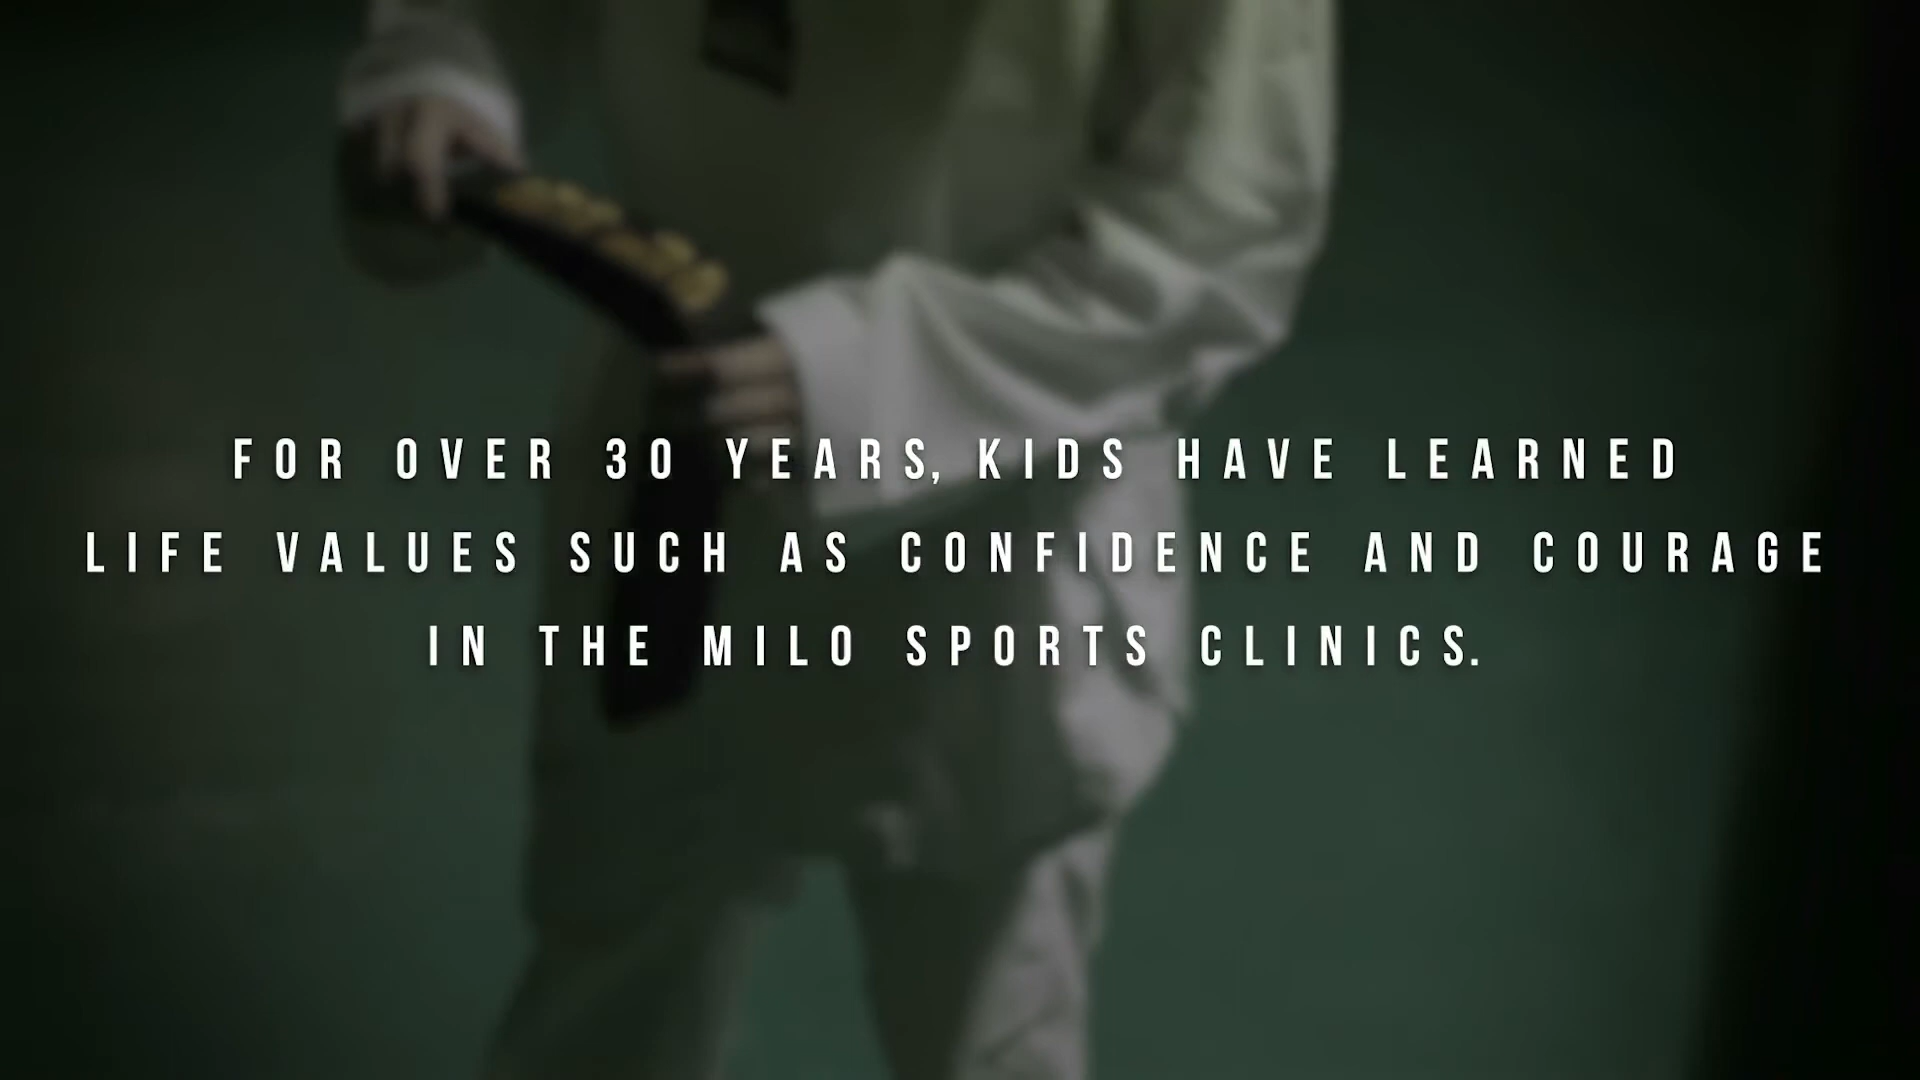 FOR OVER 30 YEARS, KIDS HAVE LEARNED
LIFE VALUES SUCH AS CONFIDENCE AND COURAGE
IN THE MILO SPORTS CLINICS.